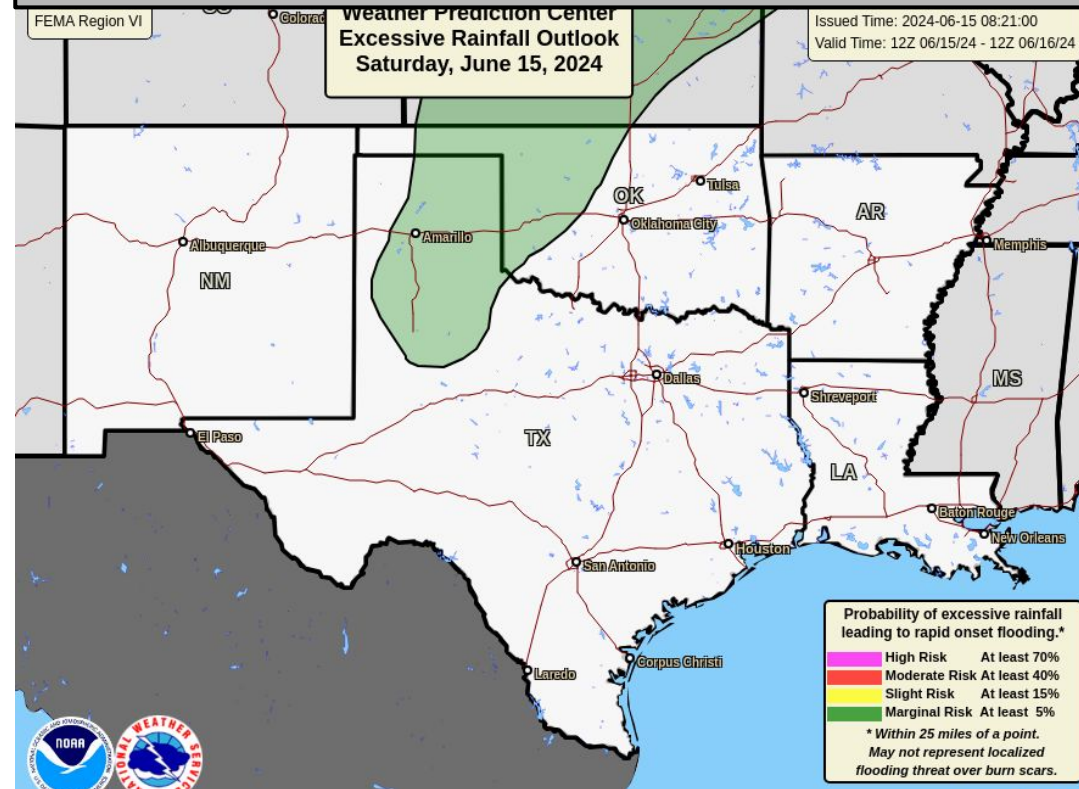 FEMA Region VI
Weather Prediction Center
Excessive Rainfall Outlook
Saturday, June 15, 2024
Issued Time: 2024-06-15 08:21:00
Valid Time: 12Z 06/15/24 - 12Z 06/16/24
CO
Tulsa
OK
Oklahoma City
AR
Amarillo
Albuquerque
Memphis
NM
Dallas
MS
Shreveport
El Paso
TX
LA
Baton Rouge
New Orleans
Houston
San Antonio
Corpus Christi
Laredo
Probability of excessive rainfall
leading to rapid onset flooding.*
High Risk At least 70%
Moderate Risk At least 40%
Slight Risk At least 15%
Marginal Risk At least 5%
* Within 25 miles of a point.
May not represent localized
flooding threat over burn scars.
NOAA